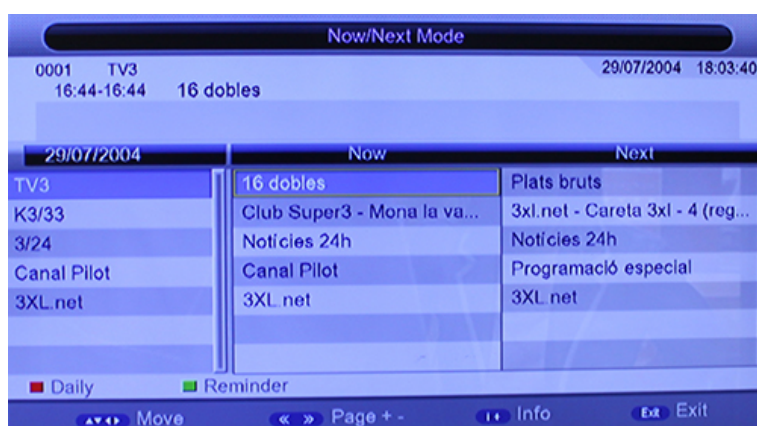 Now/Next Mode
0001 TV3 29/07/2004 18:03:40
16:44-16:44 16 dobles
29/07/2004 Now Next
TV3 16 dobles Plats bruts
K3/33 Club Super3 - Mona la va... 3xl.net - Careta 3xl - 4 (reg...
3/24 Notícies 24h Notícies 24h
Canal Pilot Canal Pilot Programació especial
3XL.net 3XL.net 3XL.net
Daily Reminder
Move « » Page + - i+ Info Exit Exit